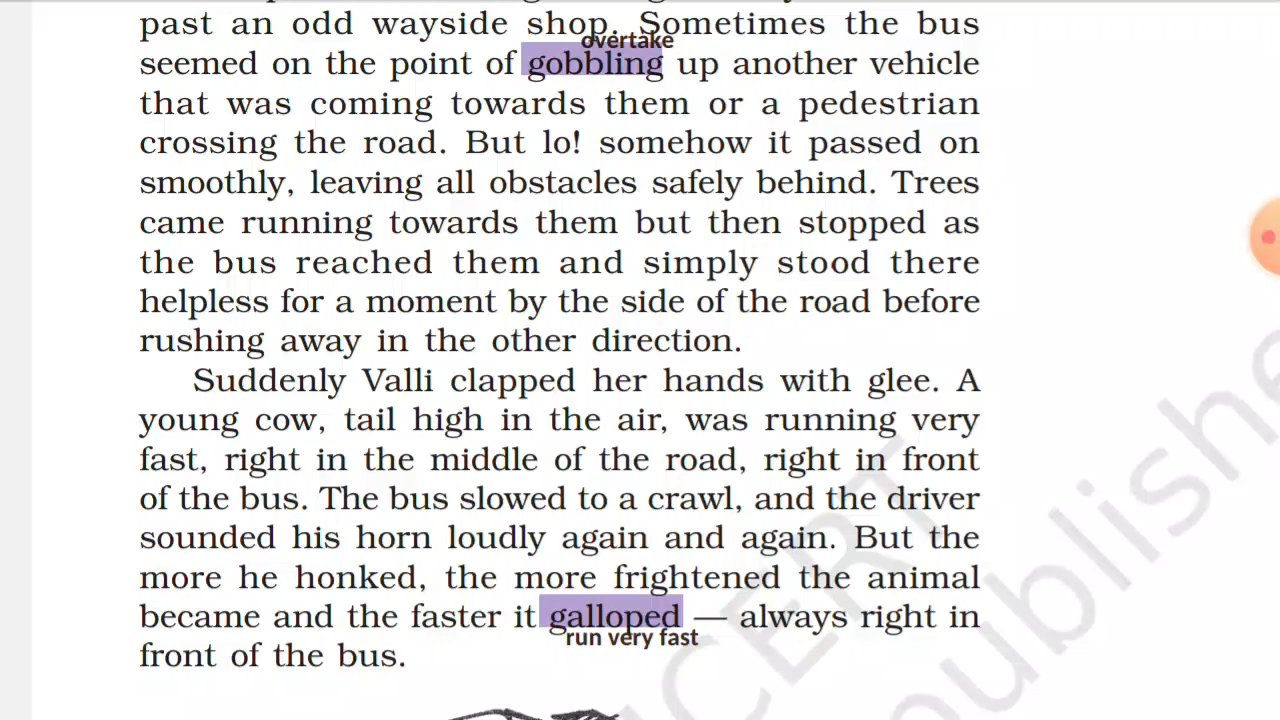 past an odd wayside shop. Sometimes the bus
overtake
seemed on the point of gobbling up another vehicle
that was coming towards them or a pedestrian
crossing the road. But lo! somehow it passed on
smoothly, leaving all obstacles safely behind. Trees
came running towards them but then stopped as
the bus reached them and simply stood there
helpless for a moment by the side of the road before
rushing away in the other direction.
Suddenly Valli clapped her hands with glee. A
young cow, tail high in the air, was running very
fast, right in the middle of the road, right in front
of the bus. The bus slowed to a crawl, and the driver
sounded his horn loudly again and again. But the
more he honked, the more frightened the animal
became and the faster it galloped — always right in
run very fast
front of the bus.